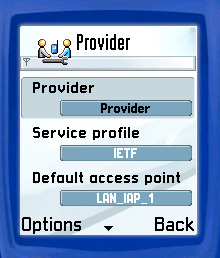 Provider
Provider
Provider
Service profile
IETF
Default access point
LAN_IAP_1
Options Back